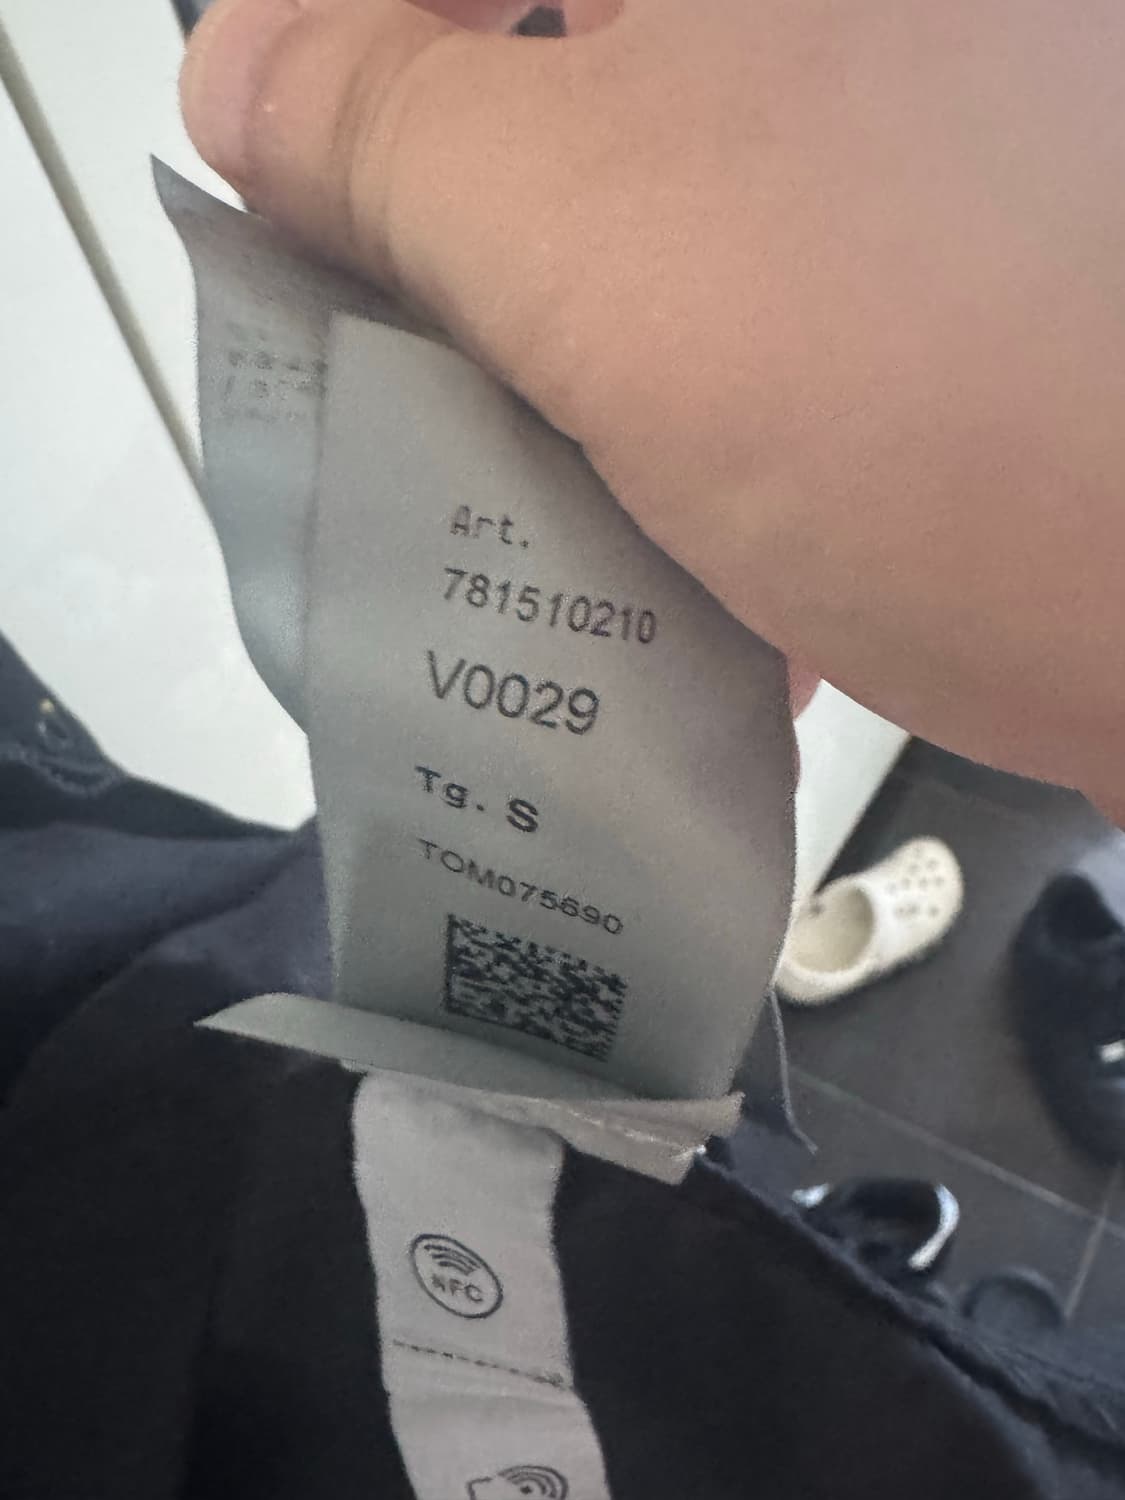 Art.
781510210
V0029
Tg. S
TOM075690
NFC